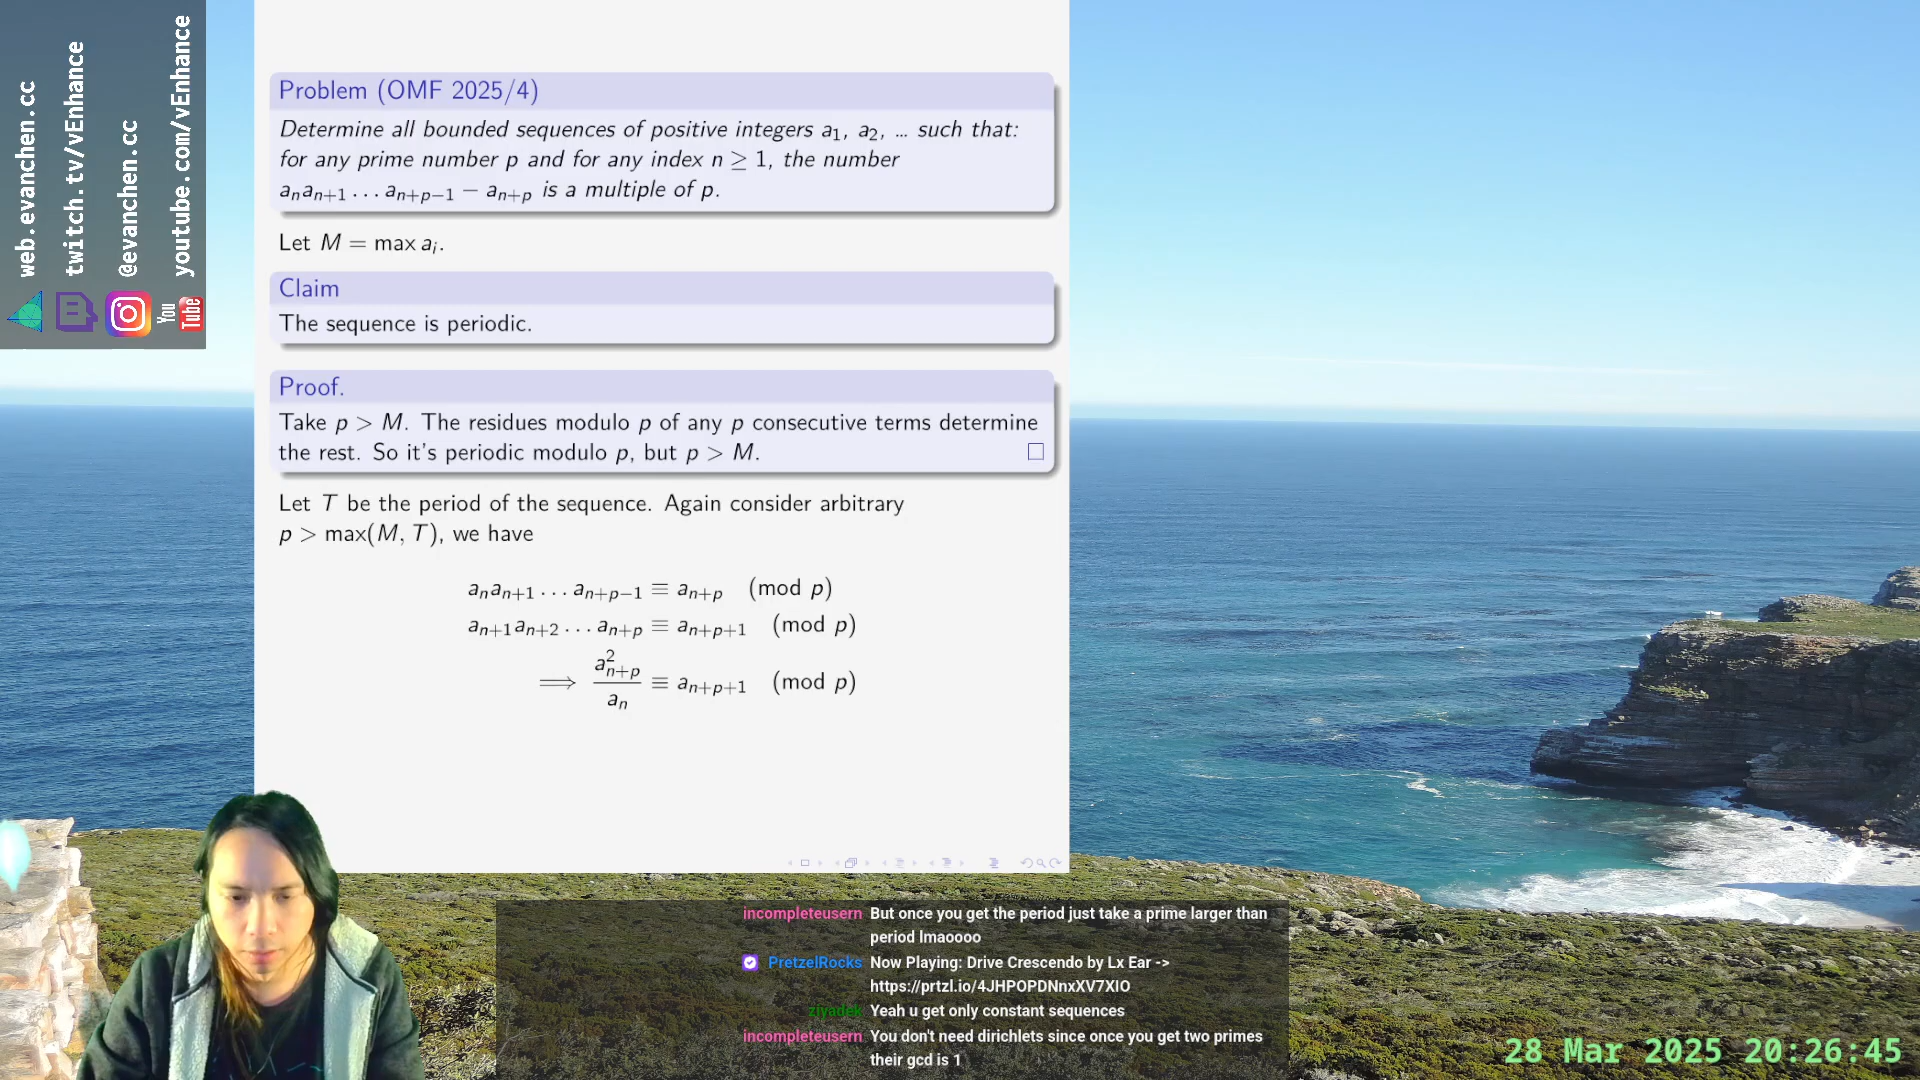 web.evanchen.cc
twitch.tv/vEnhance
@evanchen.cc
youtube.com/vEnhance
You
Tube
Problem (OMF 2025/4)
Determine all bounded sequences of positive integers a₁, a₂, … such that:
for any prime number p and for any index n ≥ 1, the number
aₙaₙ₊₁ . . . aₙ₊ₚ₋₁ − aₙ₊ₚ is a multiple of p.
Let M = max aᵢ.
Claim
The sequence is periodic.
Proof.
Take p > M. The residues modulo p of any p consecutive terms determine
the rest. So it's periodic modulo p, but p > M. □
Let T be the period of the sequence. Again consider arbitrary
p > max(M, T), we have
aₙaₙ₊₁ . . . aₙ₊ₚ₋₁ ≡ aₙ₊ₚ (mod p)
aₙ₊₁aₙ₊₂ . . . aₙ₊ₚ ≡ aₙ₊ₚ₊₁ (mod p)
⟹ a²ₙ₊ₚ / aₙ ≡ aₙ₊ₚ₊₁ (mod p)
incompleteusern But once you get the period just take a prime larger than
period lmaoooo
PretzelRocks Now Playing: Drive Crescendo by Lx Ear ->
https://prtzl.io/4JHPOPDNnxXV7XIO
ziyadek Yeah u get only constant sequences
incompleteusern You don't need dirichlets since once you get two primes
their gcd is 1
28 Mar 2025 20:26:45